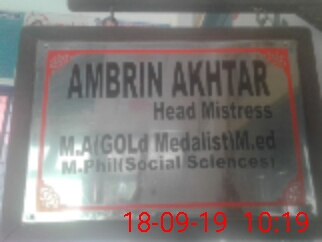 AMBRIN AKHTAR
Head Mistress
M.A(GOLd Medalist)M.ed
M.Phil(Social Sciences)
18-09-19 10:19